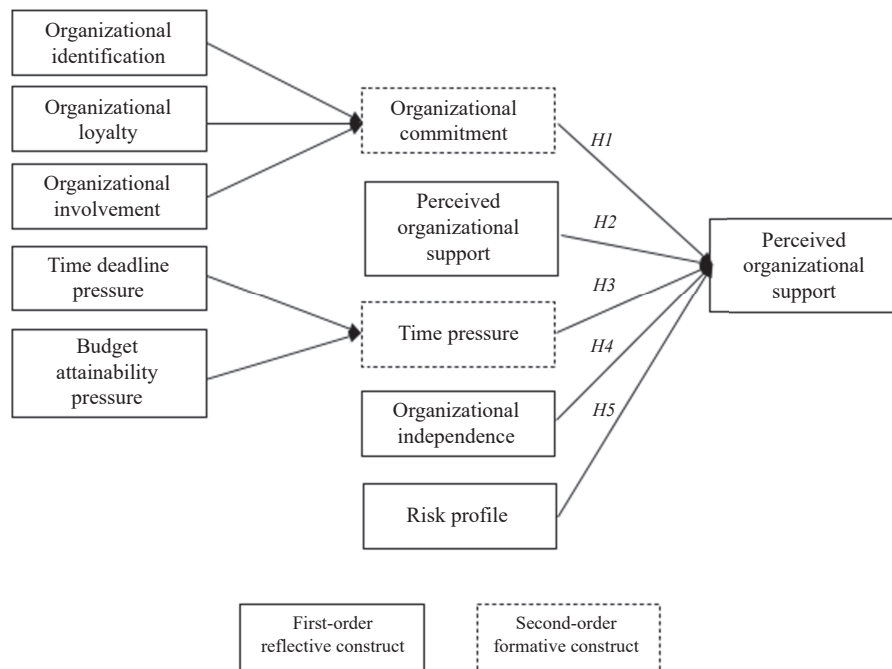 Organizational
identification
Organizational
loyalty
Organizational
involvement
Time deadline
pressure
Budget
attainability
pressure
Organizational
commitment
Perceived
organizational
support
Time pressure
Organizational
independence
Risk profile
H1
H2
H3
H4
H5
Perceived
organizational
support
First-order
reflective construct
Second-order
formative construct